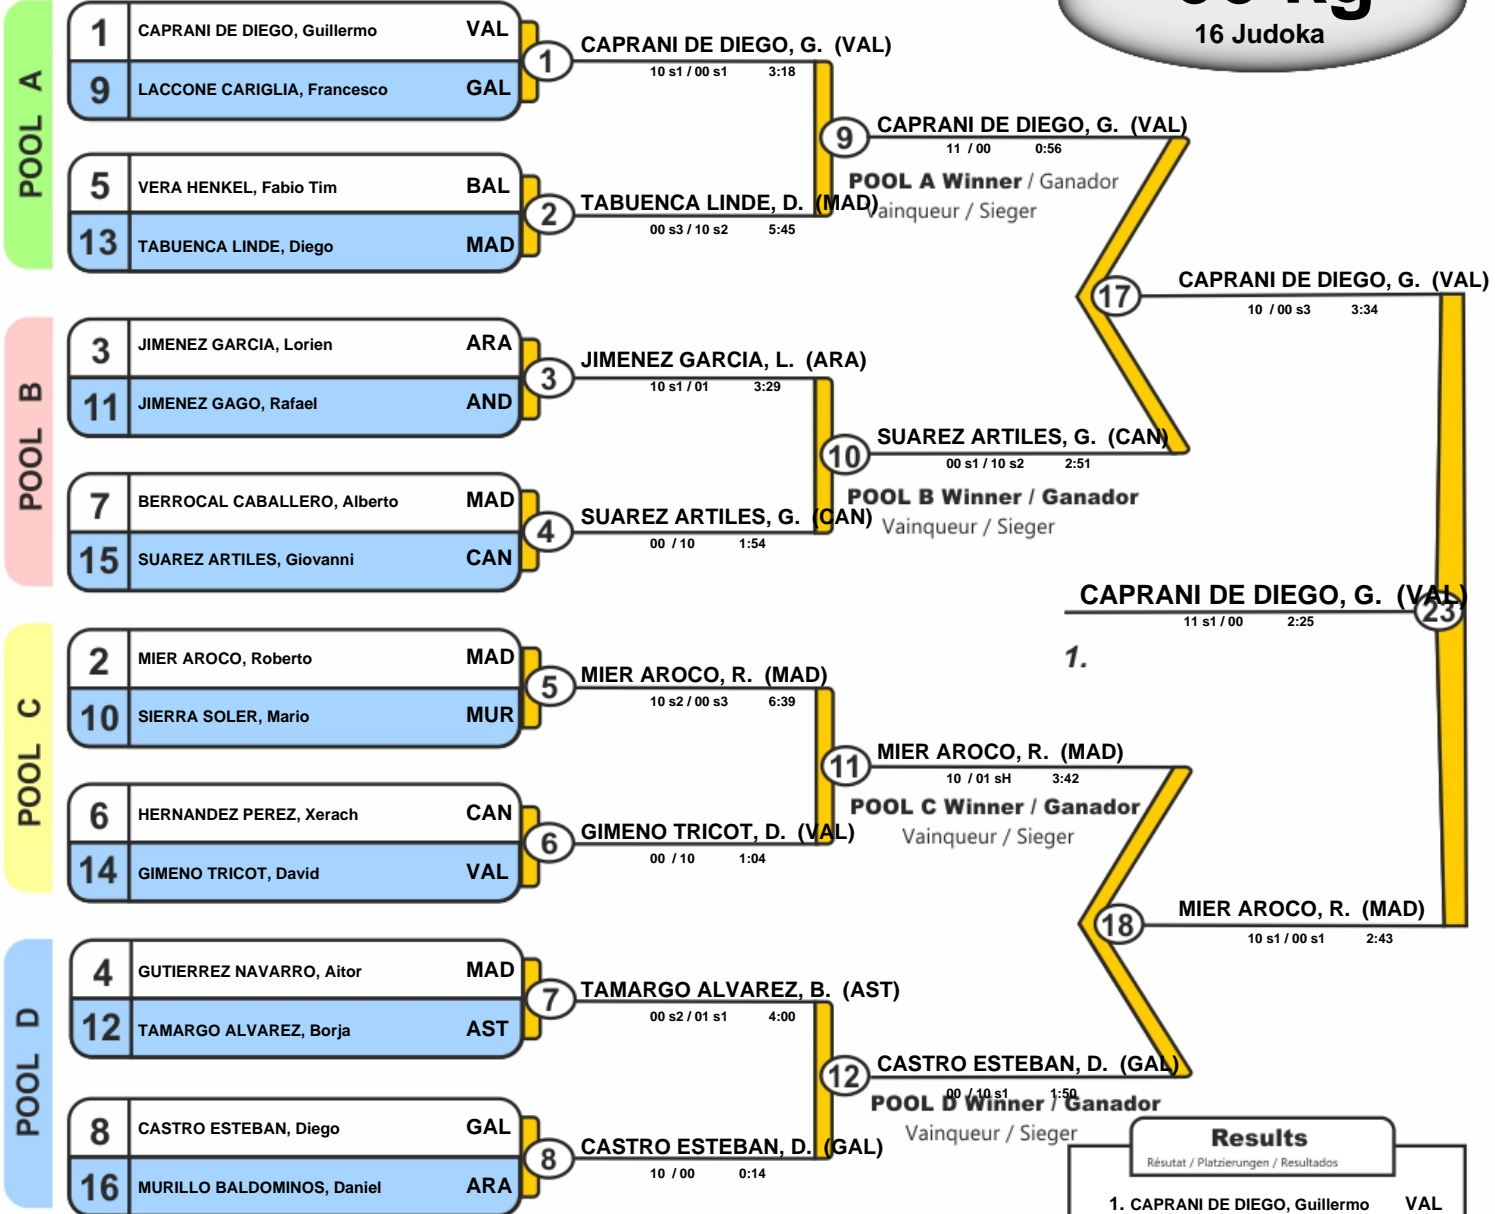 16 Judoka
POOL A
1 CAPRANI DE DIEGO, Guillermo VAL
9 LACCONE CARIGLIA, Francesco GAL
1
CAPRANI DE DIEGO, G. (VAL)
10 s1 / 00 s1 3:18
5 VERA HENKEL, Fabio Tim BAL
13 TABUENCA LINDE, Diego MAD
2
TABUENCA LINDE, D. (MAD)
00 s3 / 10 s2 5:45
9
CAPRANI DE DIEGO, G. (VAL)
11 / 00 0:56
POOL A Winner / Ganador
Vainqueur / Sieger
POOL B
3 JIMENEZ GARCIA, Lorien ARA
11 JIMENEZ GAGO, Rafael AND
3
JIMENEZ GARCIA, L. (ARA)
10 s1 / 01 3:29
7 BERROCAL CABALLERO, Alberto MAD
15 SUAREZ ARTILES, Giovanni CAN
4
SUAREZ ARTILES, G. (CAN)
00 / 10 1:54
10
SUAREZ ARTILES, G. (CAN)
00 s1 / 10 s2 2:51
POOL B Winner / Ganador
Vainqueur / Sieger
17
CAPRANI DE DIEGO, G. (VAL)
10 / 00 s3 3:34
CAPRANI DE DIEGO, G. (VAL)
23
11 s1 / 00 2:25
1.
POOL C
2 MIER AROCO, Roberto MAD
10 SIERRA SOLER, Mario MUR
5
MIER AROCO, R. (MAD)
10 s2 / 00 s3 6:39
6 HERNANDEZ PEREZ, Xerach CAN
14 GIMENO TRICOT, David VAL
6
GIMENO TRICOT, D. (VAL)
00 / 10 1:04
11
MIER AROCO, R. (MAD)
10 / 01 sH 3:42
POOL C Winner / Ganador
Vainqueur / Sieger
POOL D
4 GUTIERREZ NAVARRO, Aitor MAD
12 TAMARGO ALVAREZ, Borja AST
7
TAMARGO ALVAREZ, B. (AST)
00 s2 / 01 s1 4:00
8 CASTRO ESTEBAN, Diego GAL
16 MURILLO BALDOMINOS, Daniel ARA
8
CASTRO ESTEBAN, D. (GAL)
10 / 00 0:14
12
CASTRO ESTEBAN, D. (GAL)
00 / 10 s1 1:50
POOL D Winner / Ganador
Vainqueur / Sieger
18
MIER AROCO, R. (MAD)
10 s1 / 00 s1 2:43
Results
Résutat / Platzierungen / Resultados
1. CAPRANI DE DIEGO, Guillermo VAL